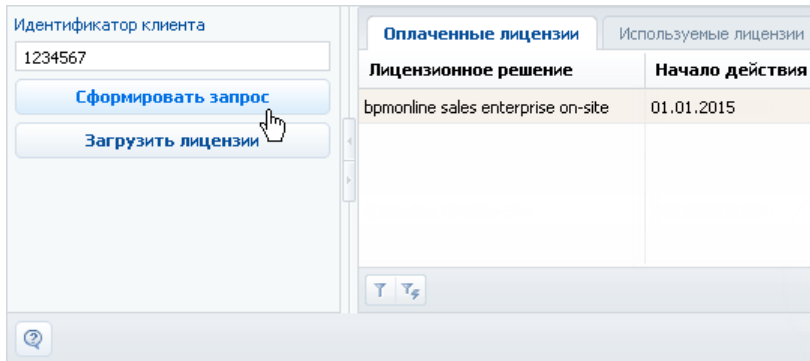 Идентификатор клиента
1234567
Сформировать запрос
Загрузить лицензии
Оплаченные лицензии
Используемые лицензии
Лицензионное решение
Начало действия
bpmonline sales enterprise on-site
01.01.2015